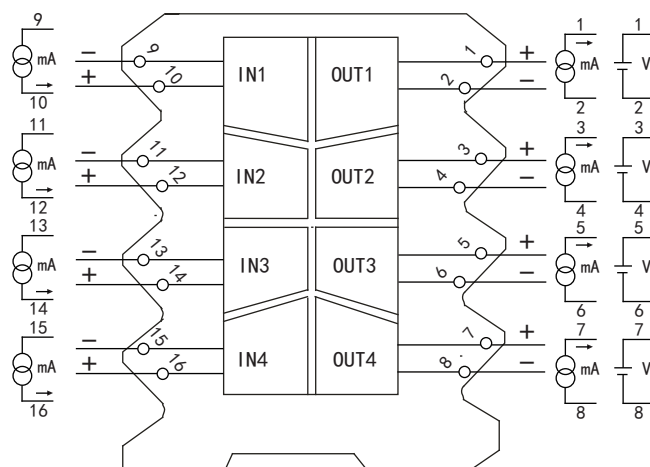 9 1 1
− 9 1 + mA mA V
+ 10 IN1 OUT1 2 −
10 2 2
11 3 3
− 11 3 + mA mA V
+ 12 IN2 OUT2 4 −
12 4 4
13 5 5
− 13 5 + mA mA V
+ 14 IN3 OUT3 6 −
14 6 6
15 7 7
− 15 7 + mA mA V
+ 16 IN4 OUT4 8 −
16 8 8